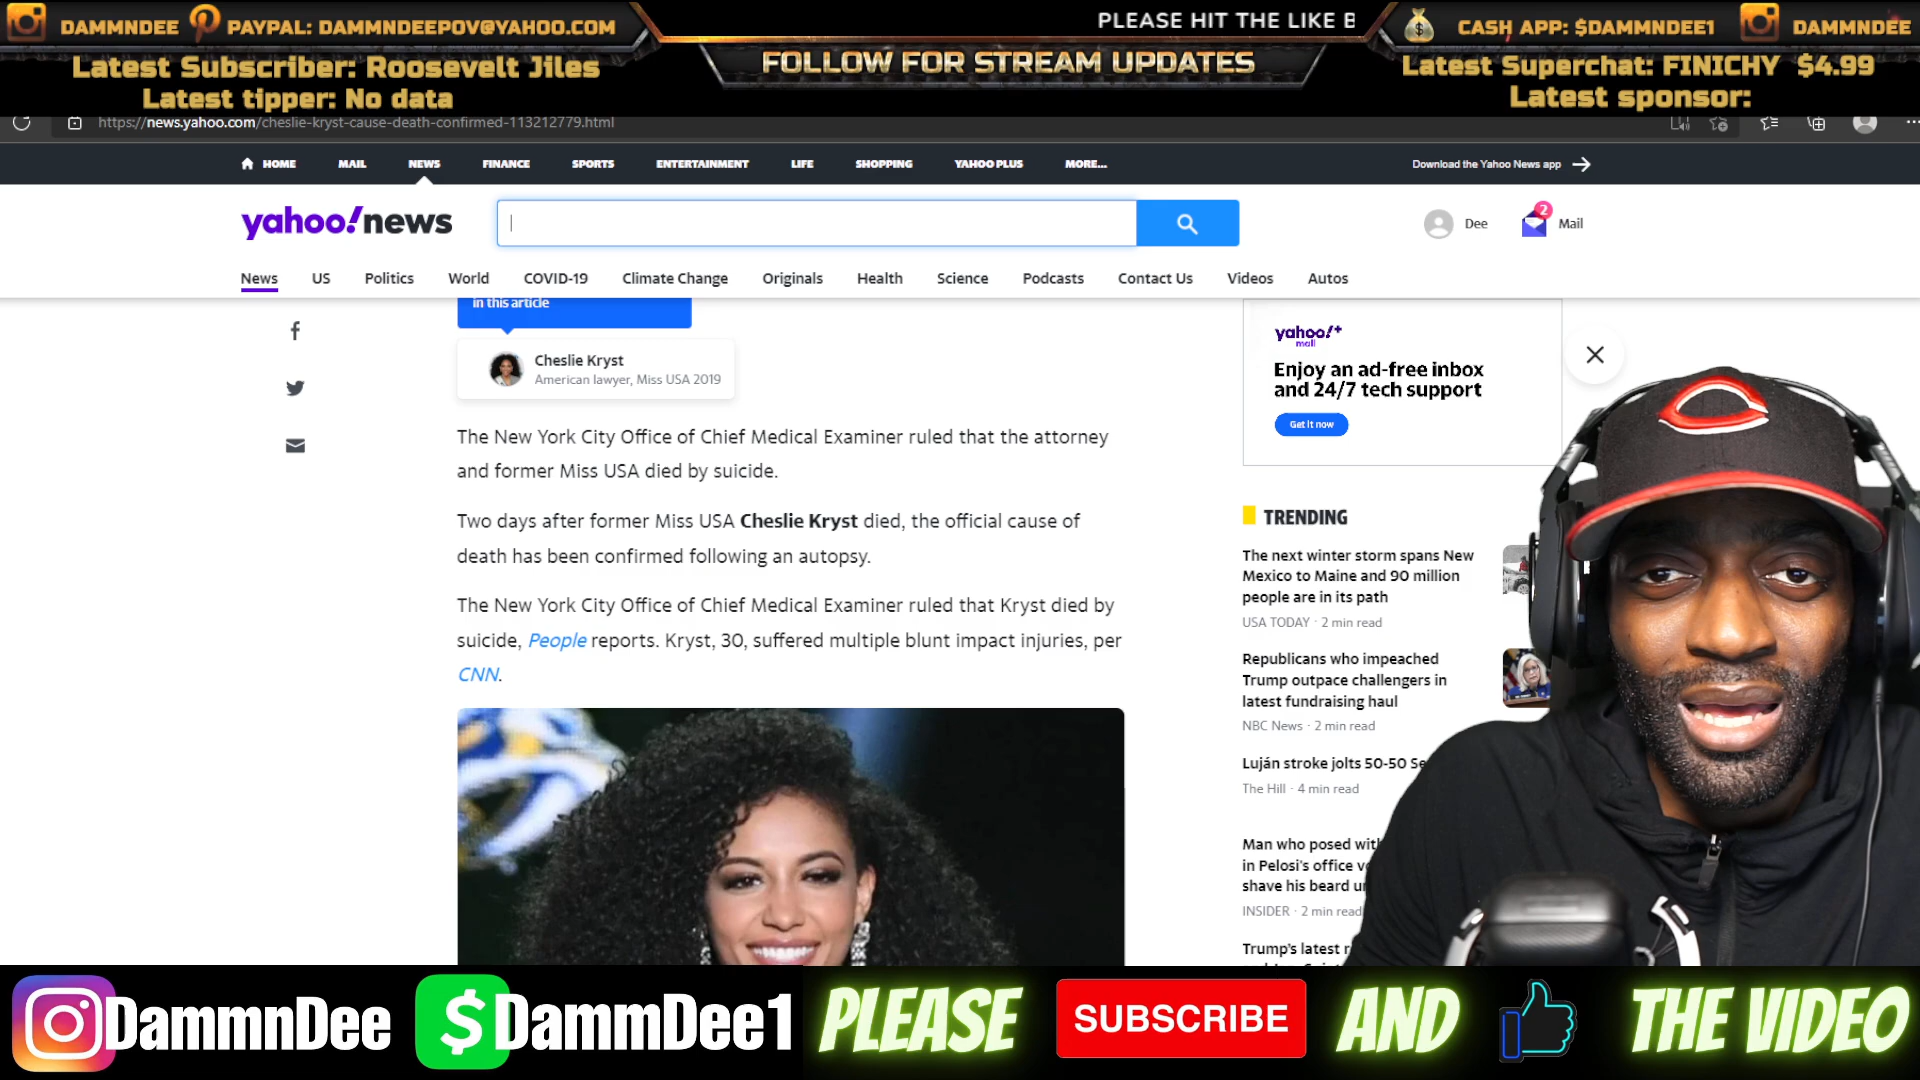 DAMMNDEE PAYPAL: DAMMNDEEPOV@YAHOO.COM
PLEASE HIT THE LIKE B
CASH APP: $DAMMNDEE1 DAMMNDEE
Latest Subscriber: Roosevelt Jiles
FOLLOW FOR STREAM UPDATES
Latest Superchat: FINICHY $4.99
Latest tipper: No data
Latest sponsor:
https://news.yahoo.com/cheslie-kryst-cause-death-confirmed-113212779.html
HOME MAIL NEWS FINANCE SPORTS ENTERTAINMENT LIFE SHOPPING YAHOO PLUS MORE...
Download the Yahoo News app
yahoo!news
Dee
2
Mail
News US Politics World COVID-19 Climate Change Originals Health Science Podcasts Contact Us Videos Autos
in this article
Cheslie Kryst
American lawyer, Miss USA 2019
The New York City Office of Chief Medical Examiner ruled that the attorney
and former Miss USA died by suicide.
Two days after former Miss USA Cheslie Kryst died, the official cause of
death has been confirmed following an autopsy.
The New York City Office of Chief Medical Examiner ruled that Kryst died by
suicide, People reports. Kryst, 30, suffered multiple blunt impact injuries, per
CNN.
yahoo!+
mail
Enjoy an ad-free inbox
and 24/7 tech support
Get it now
TRENDING
The next winter storm spans New
Mexico to Maine and 90 million
people are in its path
USA TODAY · 2 min read
Republicans who impeached
Trump outpace challengers in
latest fundraising haul
NBC News · 2 min read
Luján stroke jolts 50-50 Se
The Hill · 4 min read
Man who posed with
in Pelosi's office v
shave his beard u
INSIDER · 2 min read
Trump's latest r
DammnDee
$DammDee1
PLEASE SUBSCRIBE AND THE VIDEO